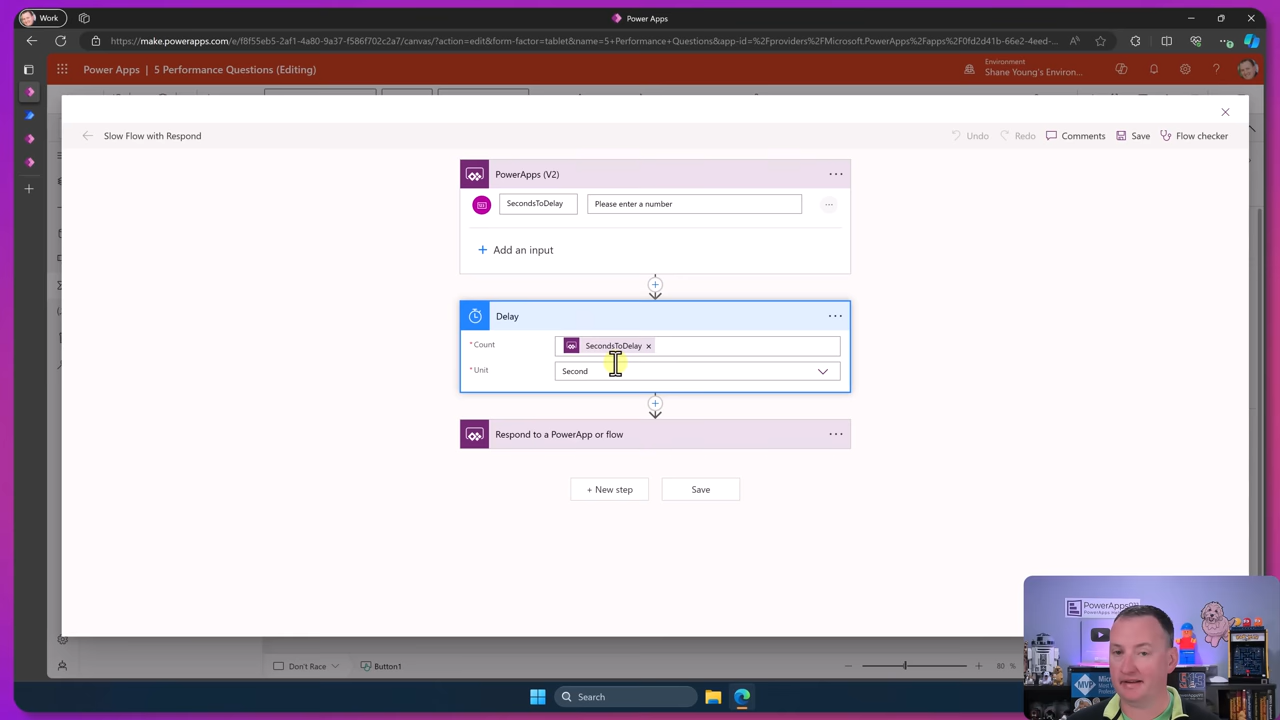 Work
Power Apps
https://make.powerapps.com/e/f8f55eb5-2af1-4a80-9a37-f586f702c2a7/canvas/?action=edit&form-factor=tablet&name=5+Performance+Questions&app-id=%2Fproviders%2FMicrosoft.PowerApps%2Fapps%2F0fd2d41b-66e2-4eed-...
Power Apps | 5 Performance Questions (Editing)
Environment
Shane Young's Environ...
Slow Flow with Respond
Undo
Redo
Comments
Save
Flow checker
PowerApps (V2)
SecondsToDelay
Please enter a number
Add an input
Delay
* Count
SecondsToDelay
* Unit
Second
Respond to a PowerApp or flow
+ New step
Save
Don't Race
Button1
80 %
Search
MVP